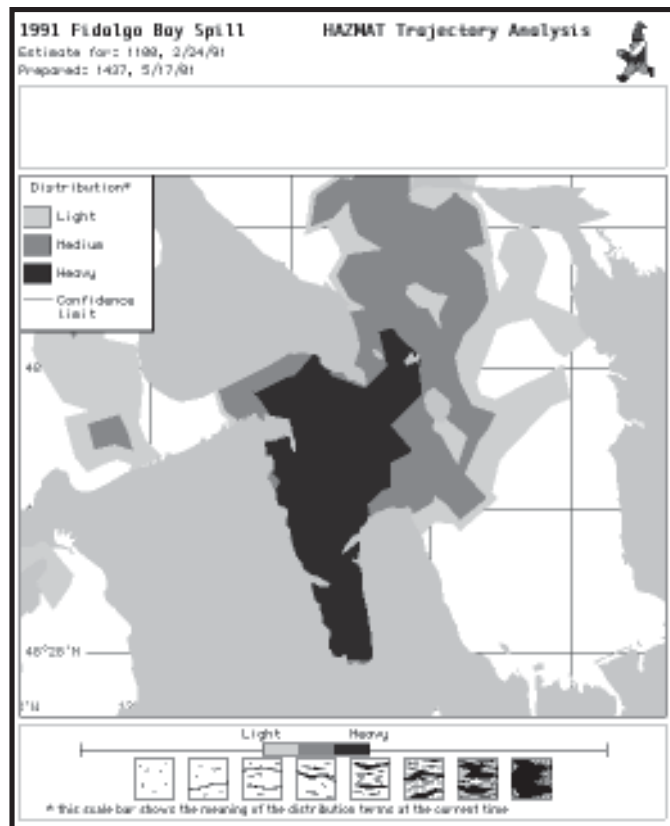 1991 Fidalgo Bay Spill
HAZMAT Trajectory Analysis
Estimate for: 1100, 2/24/91
Prepared: 1437, 5/17/91
Distribution*
Light
Medium
Heavy
Confidence
Limit
48
48°28'N
'W
Light
Heavy
* this scale bar shows the meaning of the distribution terms at the current time